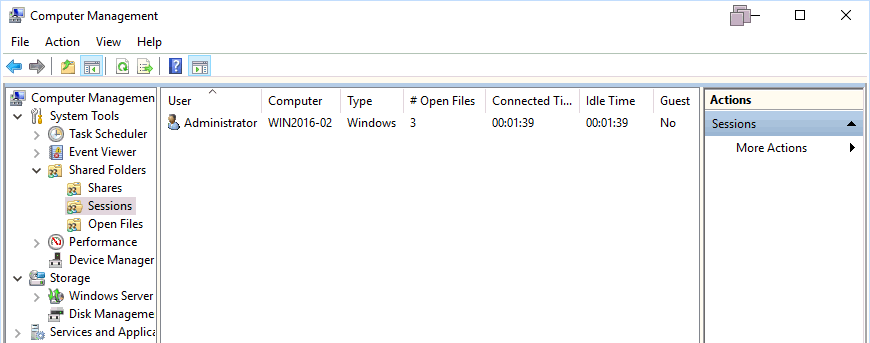 Computer Management
File Action View Help
Computer Managemen
System Tools
Task Scheduler
Event Viewer
Shared Folders
Shares
Sessions
Open Files
Performance
Device Manager
Storage
Windows Server
Disk Manageme
Services and Applica
User Computer Type # Open Files Connected Ti... Idle Time Guest
Administrator WIN2016-02 Windows 3 00:01:39 00:01:39 No
Actions
Sessions
More Actions